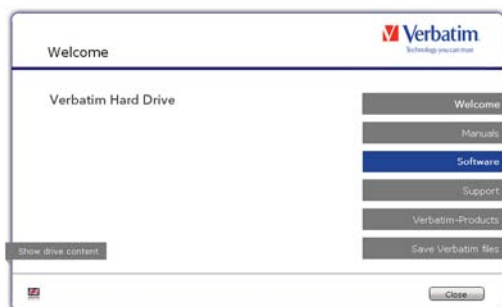 Welcome
Verbatim
Technology you can trust
Verbatim Hard Drive
Welcome
Manuals
Software
Support
Verbatim-Products
Save Verbatim files
Show drive content
Close